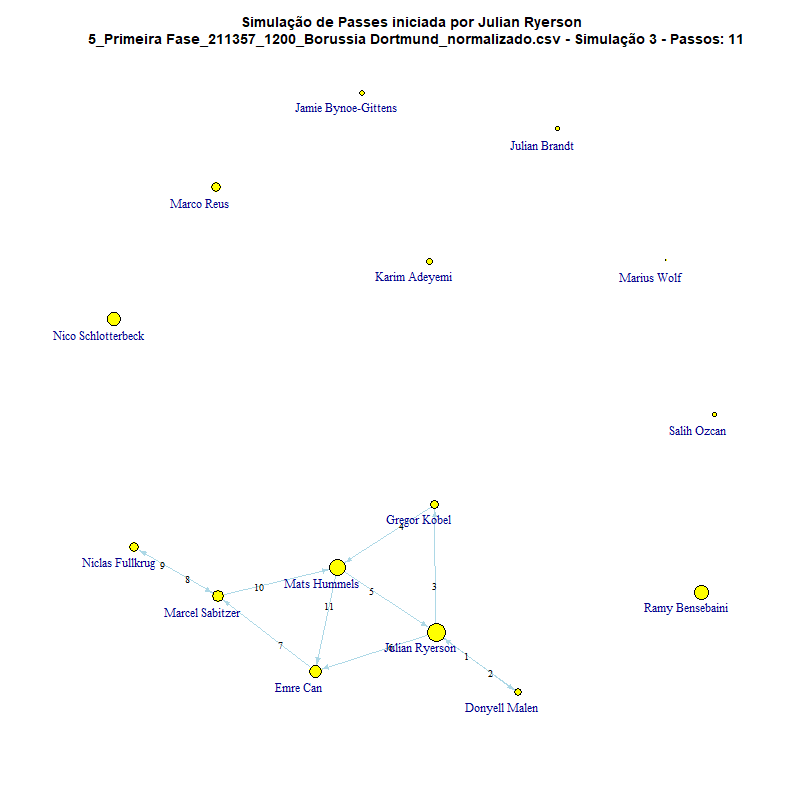 Simulação de Passes iniciada por Julian Ryerson
5_Primeira Fase_211357_1200_Borussia Dortmund_normalizado.csv - Simulação 3 - Passos: 11
Jamie Bynoe-Gittens
Julian Brandt
Marco Reus
Karim Adeyemi
Marius Wolf
Nico Schlotterbeck
Salih Ozcan
Gregor Kobel
4
Niclas Fullkrug
9
8
10
Mats Hummels
5
3
Marcel Sabitzer
11
Ramy Bensebaini
7
6
Julian Ryerson
1
2
Emre Can
Donyell Malen